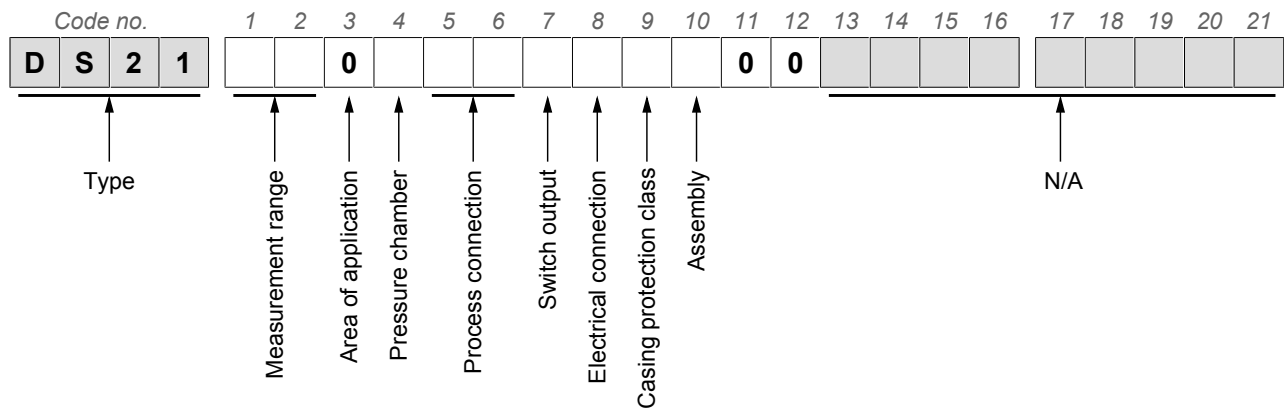 Code no. 1 2 3 4 5 6 7 8 9 10 11 12 13 14 15 16 17 18 19 20 21
D S 2 1 0 0 0
Type
Measurement range
Area of application
Pressure chamber
Process connection
Switch output
Electrical connection
Casing protection class
Assembly
N/A